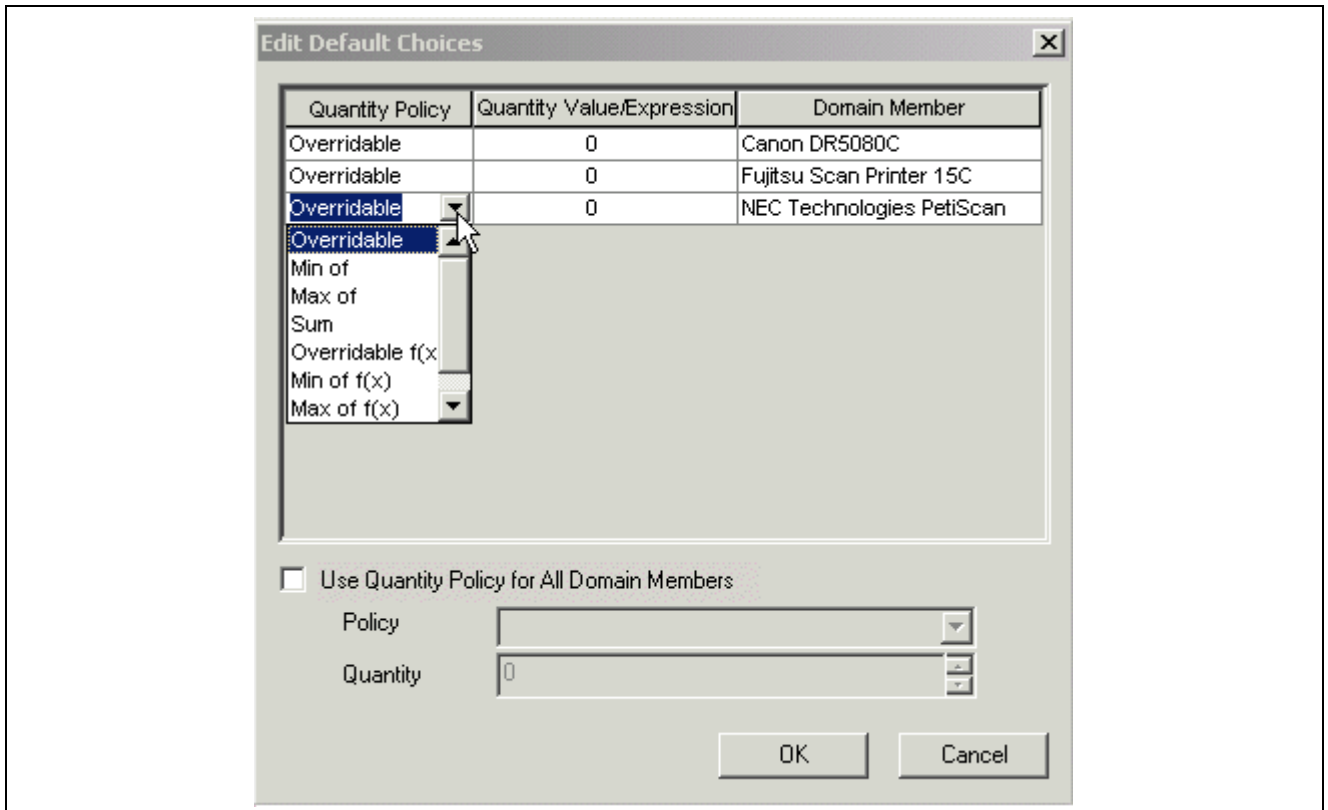 Edit Default Choices
Quantity Policy Quantity Value/Expression Domain Member
Overridable 0 Canon DR5080C
Overridable 0 Fujitsu Scan Printer 15C
Overridable 0 NEC Technologies PetiScan
Overridable
Min of
Max of
Sum
Overridable f(x
Min of f(x)
Max of f(x)
Use Quantity Policy for All Domain Members
Policy
Quantity 0
OK Cancel